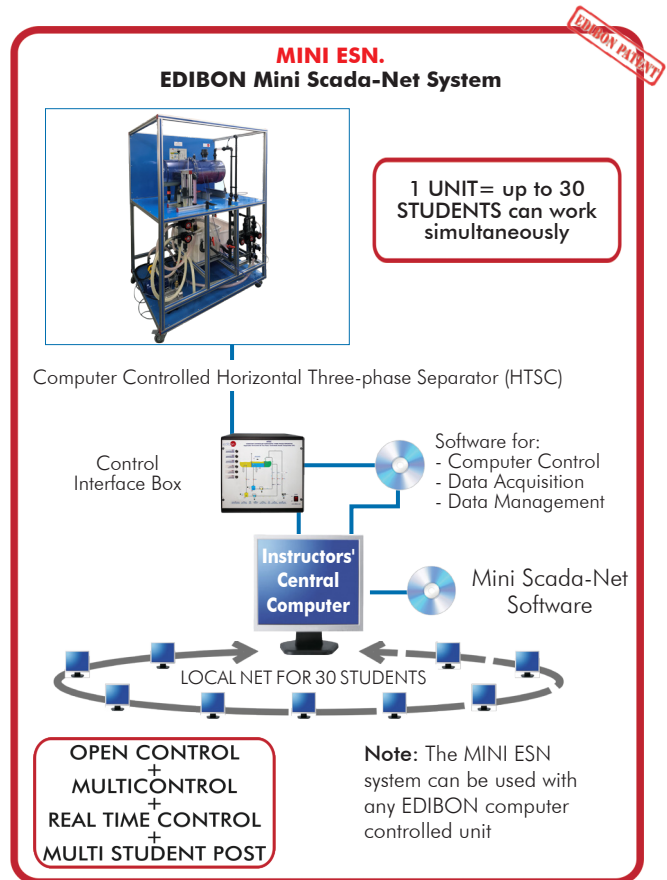 EDIBON PATENT
MINI ESN.
EDIBON Mini Scada-Net System
1 UNIT= up to 30
STUDENTS can work
simultaneously
Computer Controlled Horizontal Three-phase Separator (HTSC)
Control
Interface Box
Software for:
- Computer Control
- Data Acquisition
- Data Management
Instructors'
Central
Computer
Mini Scada-Net
Software
LOCAL NET FOR 30 STUDENTS
OPEN CONTROL
+
MULTICONTROL
+
REAL TIME CONTROL
+
MULTI STUDENT POST
Note: The MINI ESN
system can be used with
any EDIBON computer
controlled unit